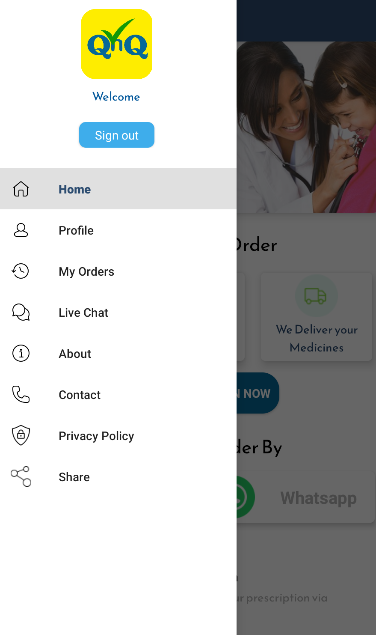 QnQ
Welcome
Sign out
Home
Profile
My Orders
Live Chat
About
Contact
Privacy Policy
Share
Order
We Deliver your
Medicines
NOW
By
Whatsapp
prescription via